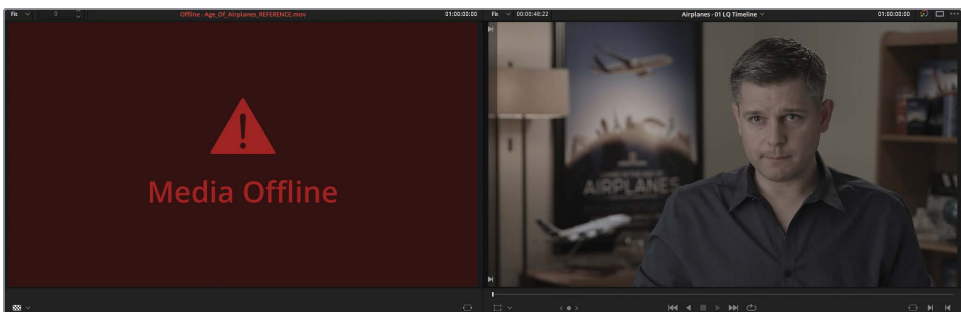 Fit 0 Offline - Age_Of_Airplanes_REFERENCE.mov 01:00:00:00
Fit 00:00:48:22 Airplanes - 01 LQ Timeline 01:00:00:00
Media Offline
AIRPLANES